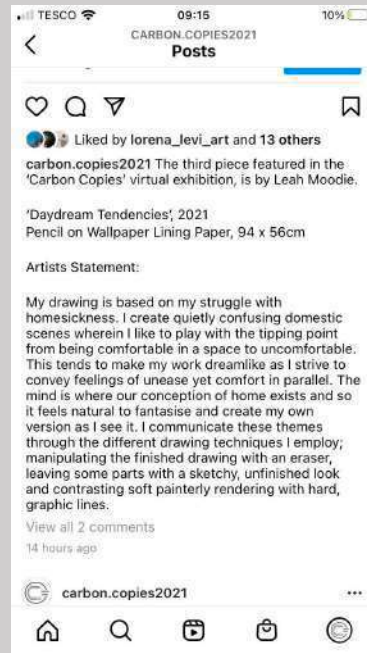 TESCO 09:15 10%
CARBON.COPIES2021
Posts
Liked by lorena_levi_art and 13 others
carbon.copies2021 The third piece featured in the
'Carbon Copies' virtual exhibition, is by Leah Moodie.
'Daydream Tendencies', 2021
Pencil on Wallpaper Lining Paper, 94 x 56cm
Artists Statement:
My drawing is based on my struggle with
homesickness. I create quietly confusing domestic
scenes wherein I like to play with the tipping point
from being comfortable in a space to uncomfortable.
This tends to make my work dreamlike as I strive to
convey feelings of unease yet comfort in parallel. The
mind is where our conception of home exists and so
it feels natural to fantasise and create my own
version as I see it. I communicate these themes
through the different drawing techniques I employ;
manipulating the finished drawing with an eraser,
leaving some parts with a sketchy, unfinished look
and contrasting soft painterly rendering with hard,
graphic lines.
View all 2 comments
14 hours ago
carbon.copies2021